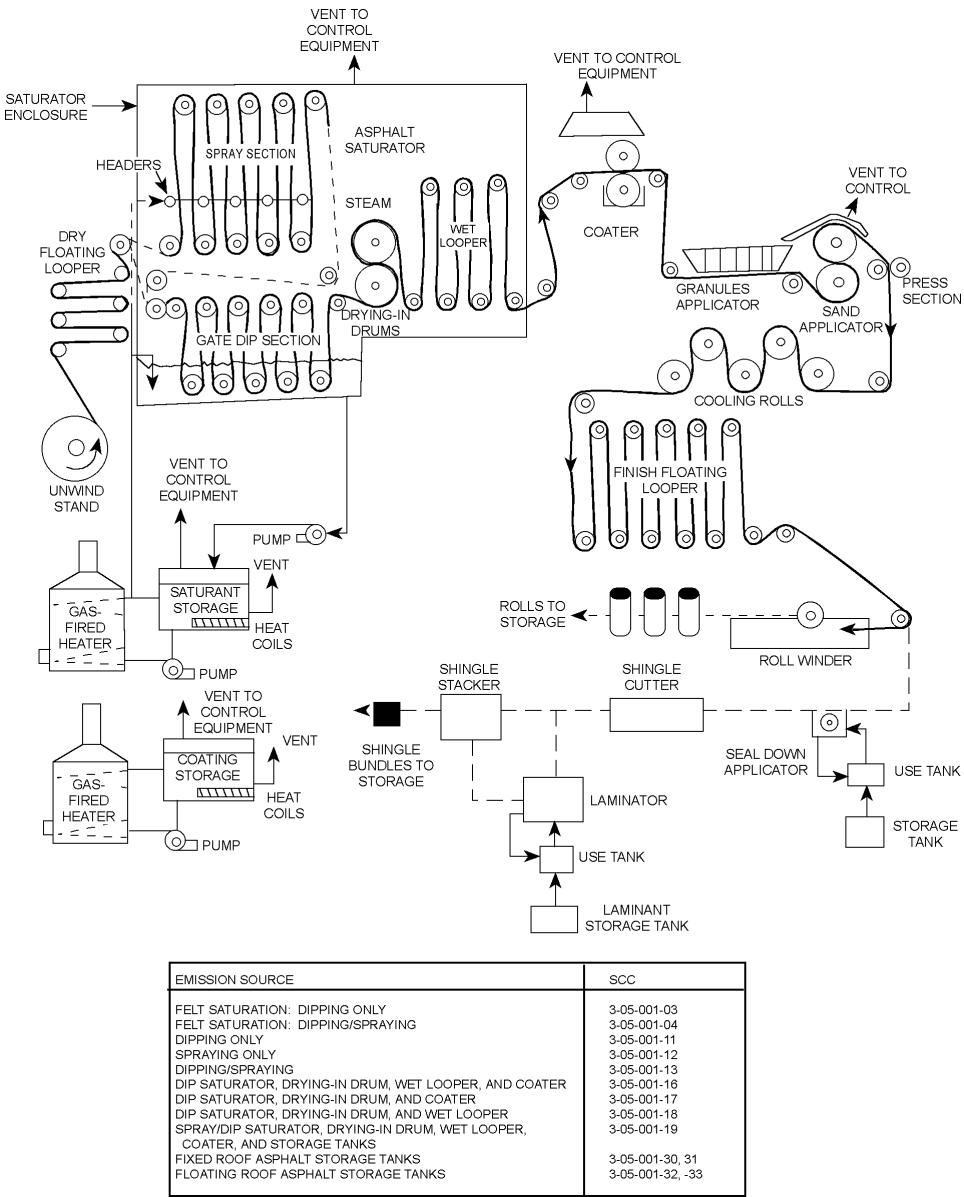 VENT TO
CONTROL
EQUIPMENT
VENT TO CONTROL
EQUIPMENT
SATURATOR
ENCLOSURE
ASPHALT
SATURATOR
SPRAY SECTION
HEADERS
VENT TO
CONTROL
STEAM
WET
LOOPER
COATER
DRY
FLOATING
LOOPER
GRANULES
APPLICATOR
PRESS
SECTION
SAND
APPLICATOR
DRYING-IN
DRUMS
GATE DIP SECTION
COOLING ROLLS
UNWIND
STAND
VENT TO
CONTROL
EQUIPMENT
FINISH FLOATING
LOOPER
PUMP
VENT
SATURANT
STORAGE
GAS-
FIRED
HEATER
HEAT
COILS
ROLLS TO
STORAGE
ROLL WINDER
PUMP
SHINGLE
STACKER
SHINGLE
CUTTER
VENT TO
CONTROL
EQUIPMENT
VENT
COATING
STORAGE
SHINGLE
BUNDLES TO
STORAGE
SEAL DOWN
APPLICATOR
USE TANK
GAS-
FIRED
HEATER
HEAT
COILS
LAMINATOR
STORAGE
TANK
PUMP
USE TANK
LAMINANT
STORAGE TANK
EMISSION SOURCE SCC
FELT SATURATION: DIPPING ONLY 3-05-001-03
FELT SATURATION: DIPPING/SPRAYING 3-05-001-04
DIPPING ONLY 3-05-001-11
SPRAYING ONLY 3-05-001-12
DIPPING/SPRAYING 3-05-001-13
DIP SATURATOR, DRYING-IN DRUM, WET LOOPER, AND COATER 3-05-001-16
DIP SATURATOR, DRYING-IN DRUM, AND COATER 3-05-001-17
DIP SATURATOR, DRYING-IN DRUM, AND WET LOOPER 3-05-001-18
SPRAY/DIP SATURATOR, DRYING-IN DRUM, WET LOOPER, 3-05-001-19
COATER, AND STORAGE TANKS
FIXED ROOF ASPHALT STORAGE TANKS 3-05-001-30, 31
FLOATING ROOF ASPHALT STORAGE TANKS 3-05-001-32, -33